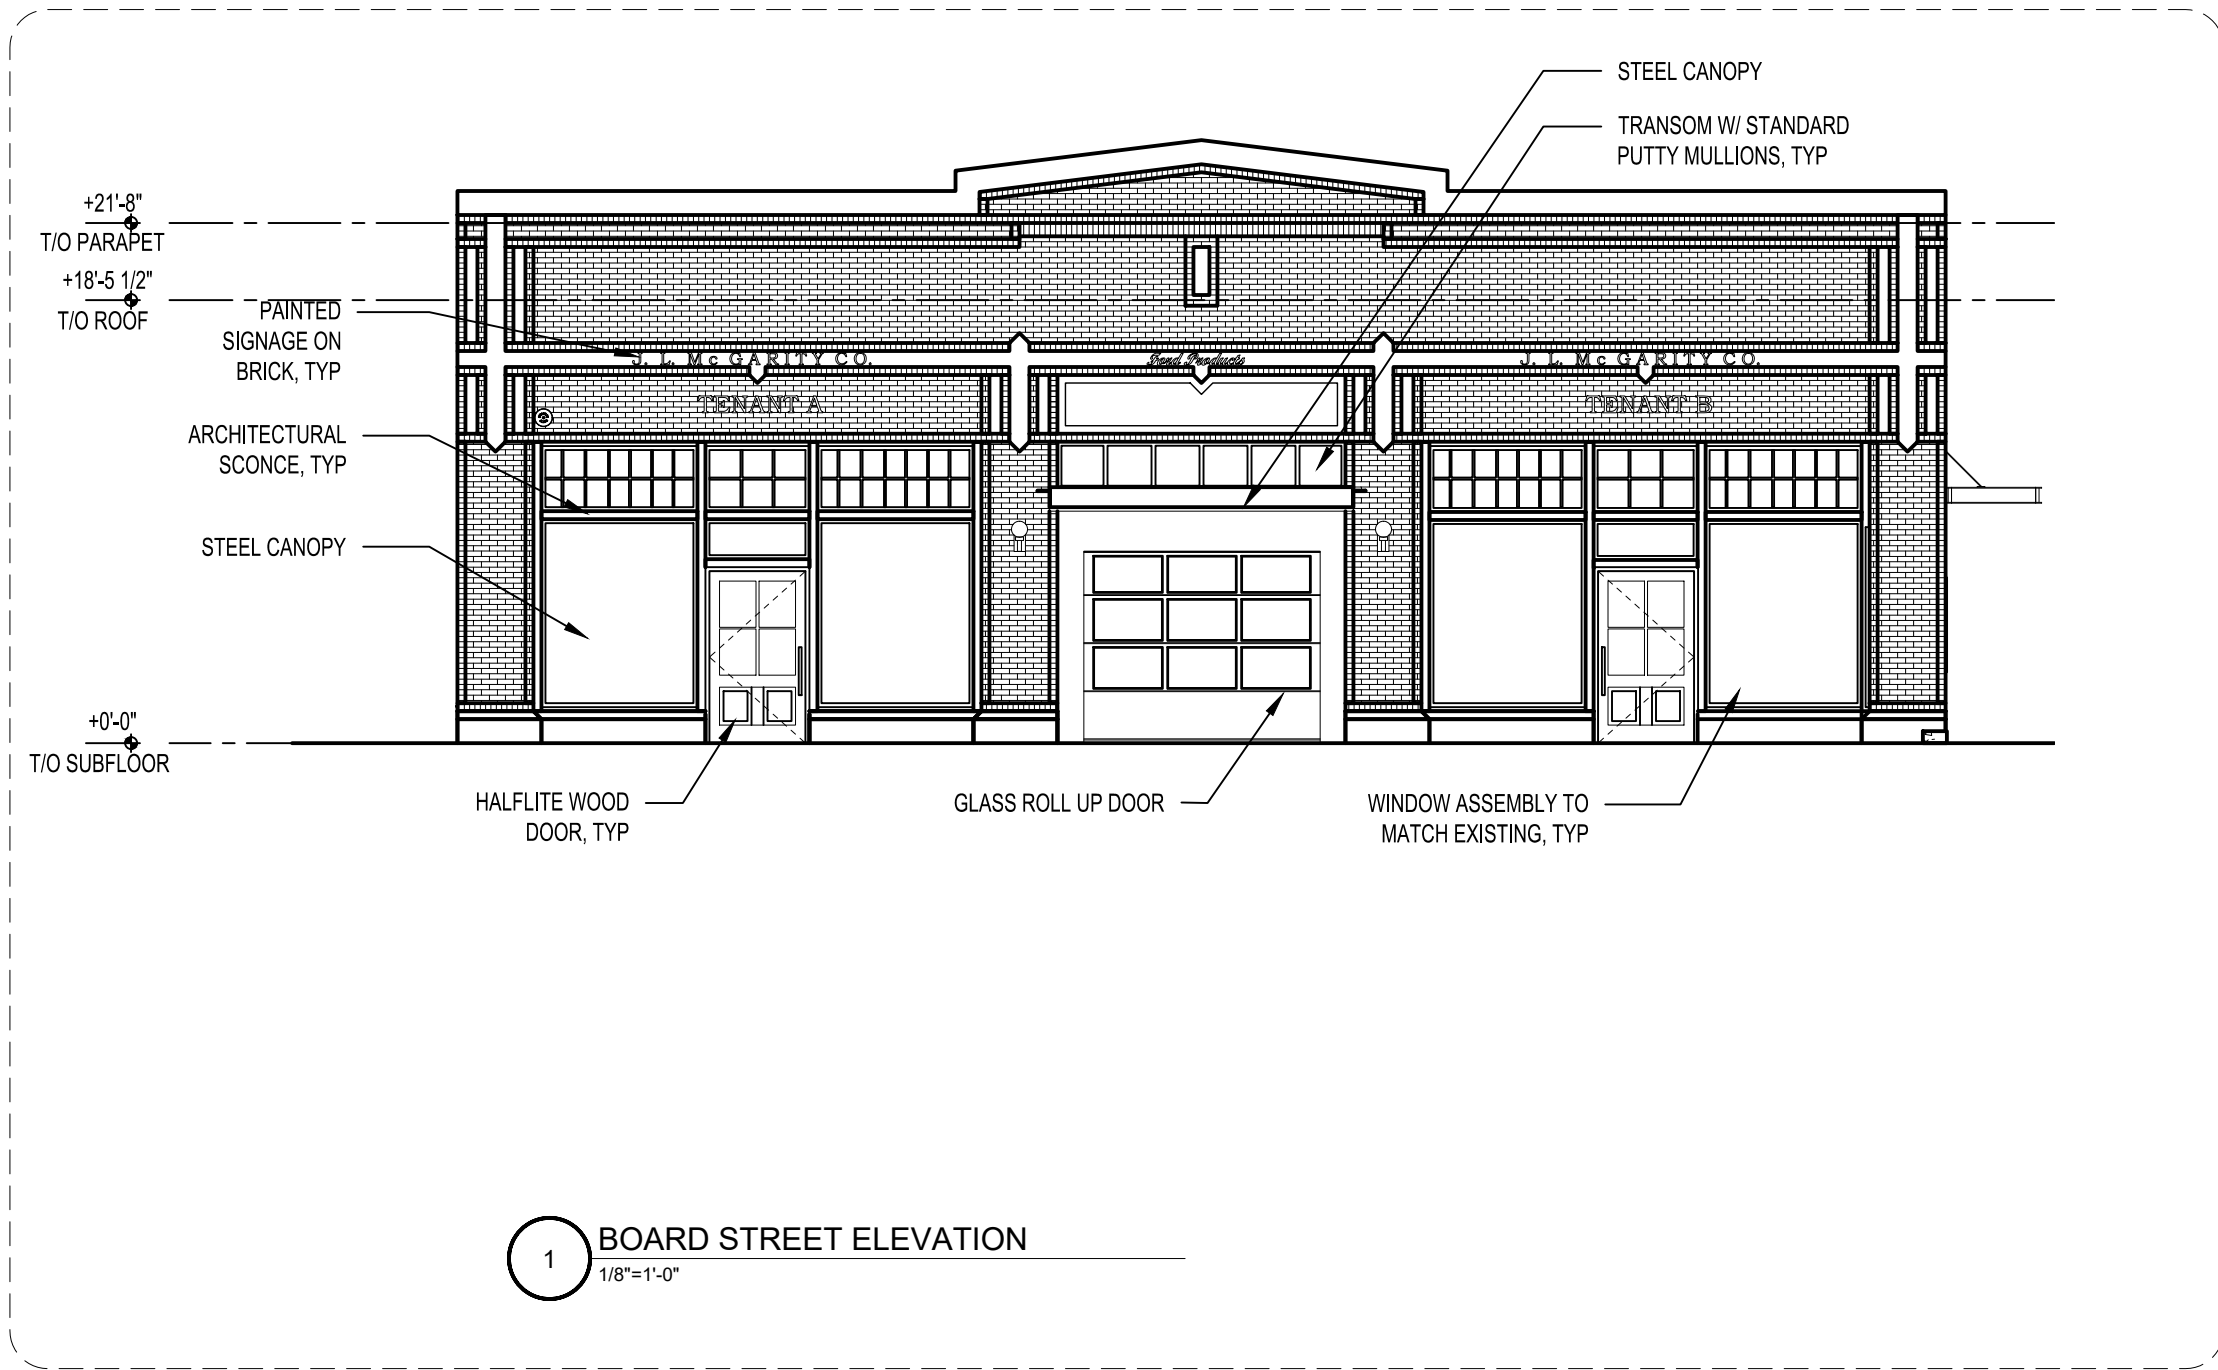 STEEL CANOPY
TRANSOM W/ STANDARD
PUTTY MULLIONS, TYP
+21'-8"
T/O PARAPET
+18'-5 1/2"
T/O ROOF
PAINTED
SIGNAGE ON
BRICK, TYP
J. L. Mc GARITY CO.
Food Products
J. L. Mc GARITY CO.
TENANT A
TENANT B
ARCHITECTURAL
SCONCE, TYP
STEEL CANOPY
+0'-0"
T/O SUBFLOOR
HALFLITE WOOD
DOOR, TYP
GLASS ROLL UP DOOR
WINDOW ASSEMBLY TO
MATCH EXISTING, TYP
1
BOARD STREET ELEVATION
1/8"=1'-0"